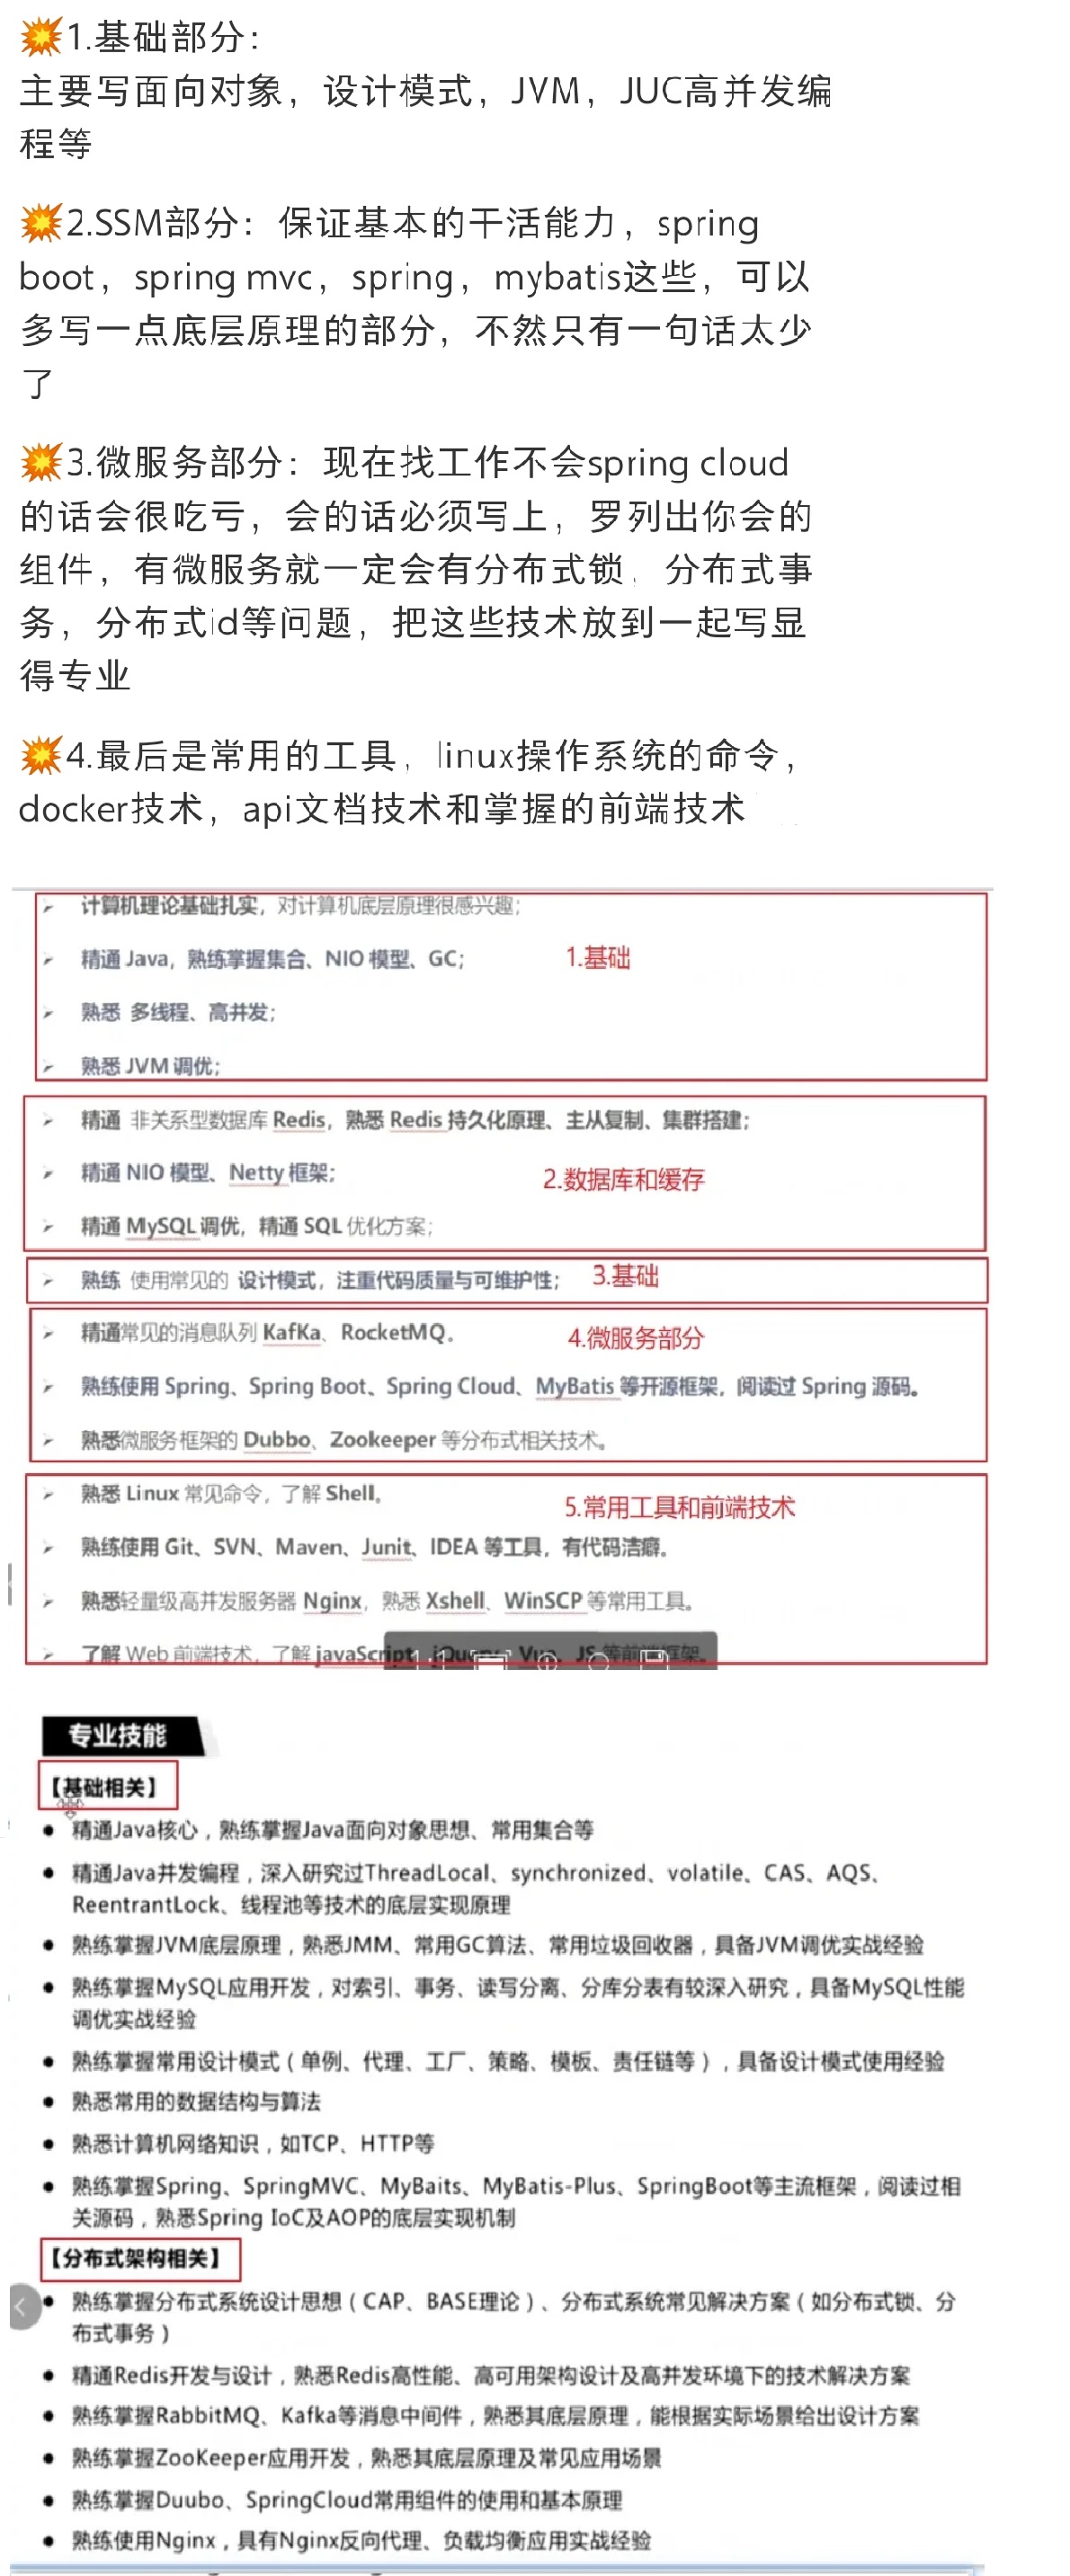 💥1.基础部分：
主要写面向对象，设计模式，JVM，JUC高并发编
程等
💥2.SSM部分：保证基本的干活能力，spring
boot，spring mvc，spring，mybatis这些，可以
多写一点底层原理的部分，不然只有一句话太少
了
💥3.微服务部分：现在找工作不会spring cloud
的话会很吃亏，会的话必须写上，罗列出你会的
组件，有微服务就一定会有分布式锁，分布式事
务，分布式id等问题，把这些技术放到一起写显
得专业
💥4.最后是常用的工具，linux操作系统的命令，
docker技术，api文档技术和掌握的前端技术
➢ 计算机理论基础扎实，对计算机底层原理很感兴趣；
➢ 精通 Java，熟练掌握集合、NIO 模型、GC； 1.基础
➢ 熟悉 多线程、高并发；
➢ 熟悉 JVM 调优；
➢ 精通 非关系型数据库 Redis，熟悉 Redis 持久化原理、主从复制、集群搭建；
➢ 精通 NIO 模型、Netty 框架； 2.数据库和缓存
➢ 精通 MySQL 调优，精通 SQL 优化方案；
➢ 熟练 使用常见的 设计模式，注重代码质量与可维护性； 3.基础
➢ 精通常见的消息队列 KafKa、RocketMQ。 4.微服务部分
➢ 熟练使用 Spring、Spring Boot、Spring Cloud、MyBatis 等开源框架，阅读过 Spring 源码。
➢ 熟悉微服务框架的 Dubbo、Zookeeper 等分布式相关技术。
➢ 熟悉 Linux 常见命令，了解 Shell。 5.常用工具和前端技术
➢ 熟练使用 Git、SVN、Maven、Junit、IDEA 等工具，有代码洁癖。
➢ 熟悉轻量级高并发服务器 Nginx，熟悉 Xshell、WinSCP 等常用工具。
➢ 了解 Web 前端技术，了解 javaScript、jQuery、Vue、JS 等前端框架。
专业技能
【基础相关】
● 精通Java核心，熟练掌握Java面向对象思想、常用集合等
● 精通Java并发编程，深入研究过ThreadLocal、synchronized、volatile、CAS、AQS、
ReentrantLock、线程池等技术的底层实现原理
● 熟练掌握JVM底层原理，熟悉JMM、常用GC算法、常用垃圾回收器，具备JVM调优实战经验
● 熟练掌握MySQL应用开发，对索引、事务、读写分离、分库分表有较深入研究，具备MySQL性能
调优实战经验
● 熟练掌握常用设计模式（单例、代理、工厂、策略、模板、责任链等），具备设计模式使用经验
● 熟悉常用的数据结构与算法
● 熟悉计算机网络知识，如TCP、HTTP等
● 熟练掌握Spring、SpringMVC、MyBaits、MyBatis-Plus、SpringBoot等主流框架，阅读过相
关源码，熟悉Spring IoC及AOP的底层实现机制
【分布式架构相关】
● 熟练掌握分布式系统设计思想（CAP、BASE理论）、分布式系统常见解决方案（如分布式锁、分
布式事务）
● 精通Redis开发与设计，熟悉Redis高性能、高可用架构设计及高并发环境下的技术解决方案
● 熟练掌握RabbitMQ、Kafka等消息中间件，熟悉其底层原理，能根据实际场景给出设计方案
● 熟练掌握ZooKeeper应用开发，熟悉其底层原理及常见应用场景
● 熟练掌握Duubo、SpringCloud常用组件的使用和基本原理
● 熟练使用Nginx，具有Nginx反向代理、负载均衡应用实战经验